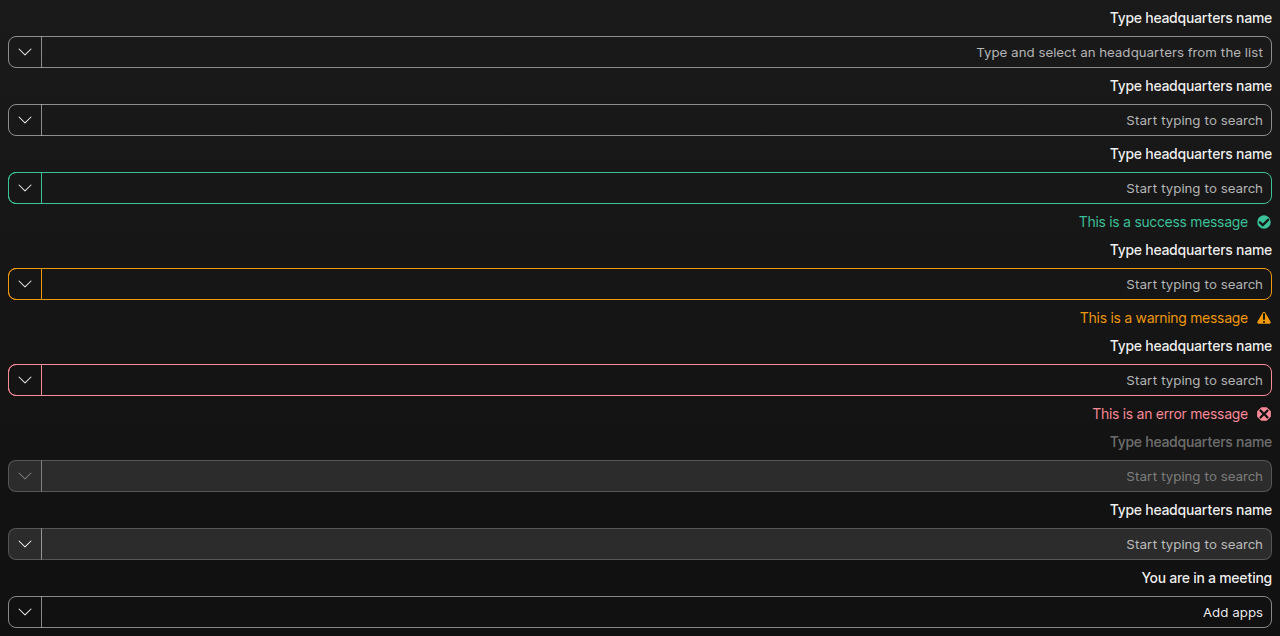 Type headquarters name
Type and select an headquarters from the list
Type headquarters name
Start typing to search
Type headquarters name
Start typing to search
This is a success message
Type headquarters name
Start typing to search
This is a warning message
Type headquarters name
Start typing to search
This is an error message
Type headquarters name
Start typing to search
Type headquarters name
Start typing to search
You are in a meeting
Add apps